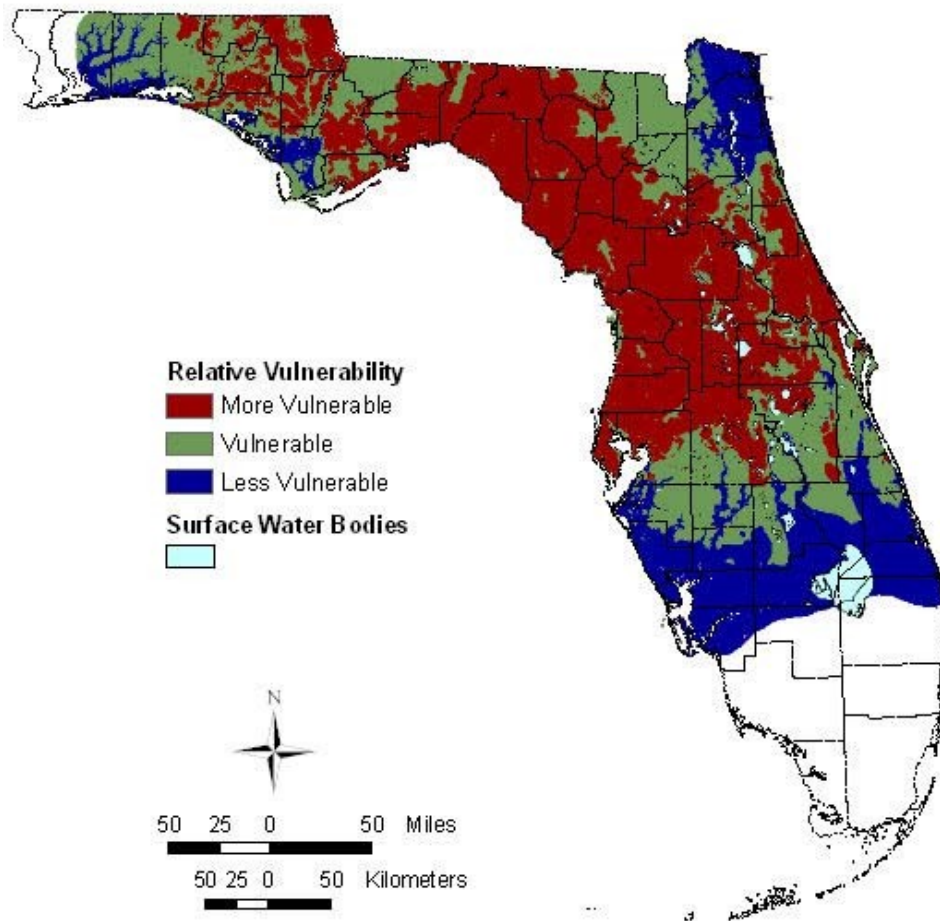 Relative Vulnerability
More Vulnerable
Vulnerable
Less Vulnerable
Surface Water Bodies
N
50 25 0 50 Miles
50 25 0 50 Kilometers